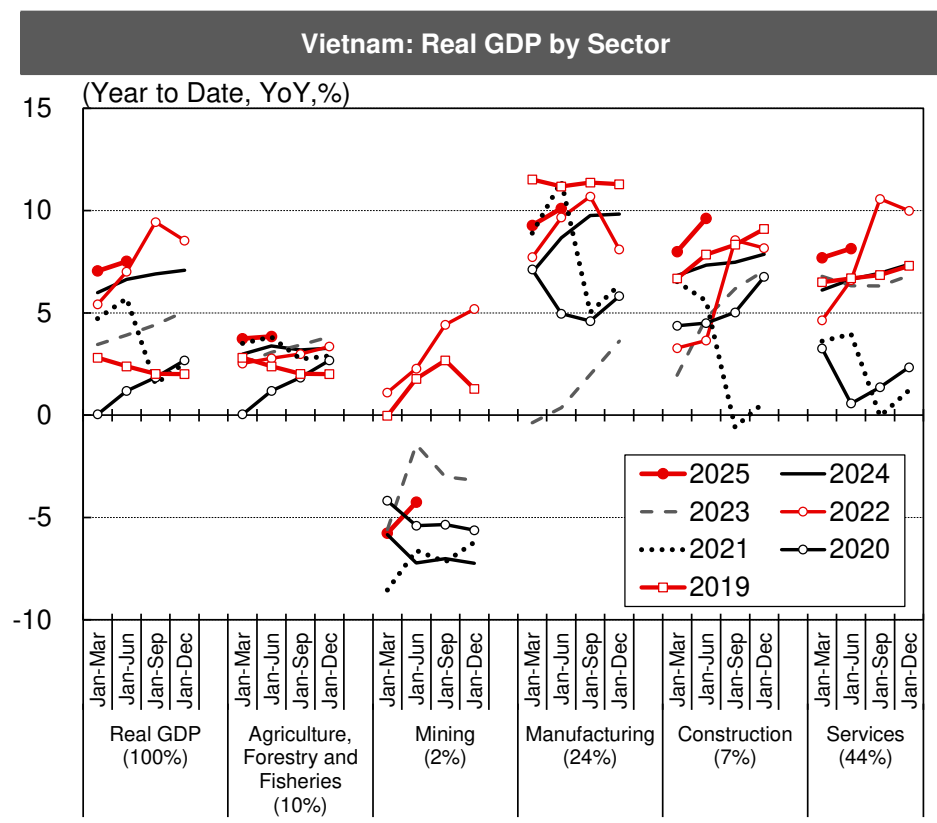 Vietnam: Real GDP by Sector
(Year to Date, YoY,%)
15
10
5
0
-5
-10
2025
2024
2023
2022
2021
2020
2019
Jan-Mar
Jan-Jun
Jan-Sep
Jan-Dec
Jan-Mar
Jan-Jun
Jan-Sep
Jan-Dec
Jan-Mar
Jan-Jun
Jan-Sep
Jan-Dec
Jan-Mar
Jan-Jun
Jan-Sep
Jan-Dec
Jan-Mar
Jan-Jun
Jan-Sep
Jan-Dec
Jan-Mar
Jan-Jun
Jan-Sep
Jan-Dec
Real GDP
(100%)
Agriculture,
Forestry and
Fisheries
(10%)
Mining
(2%)
Manufacturing
(24%)
Construction
(7%)
Services
(44%)